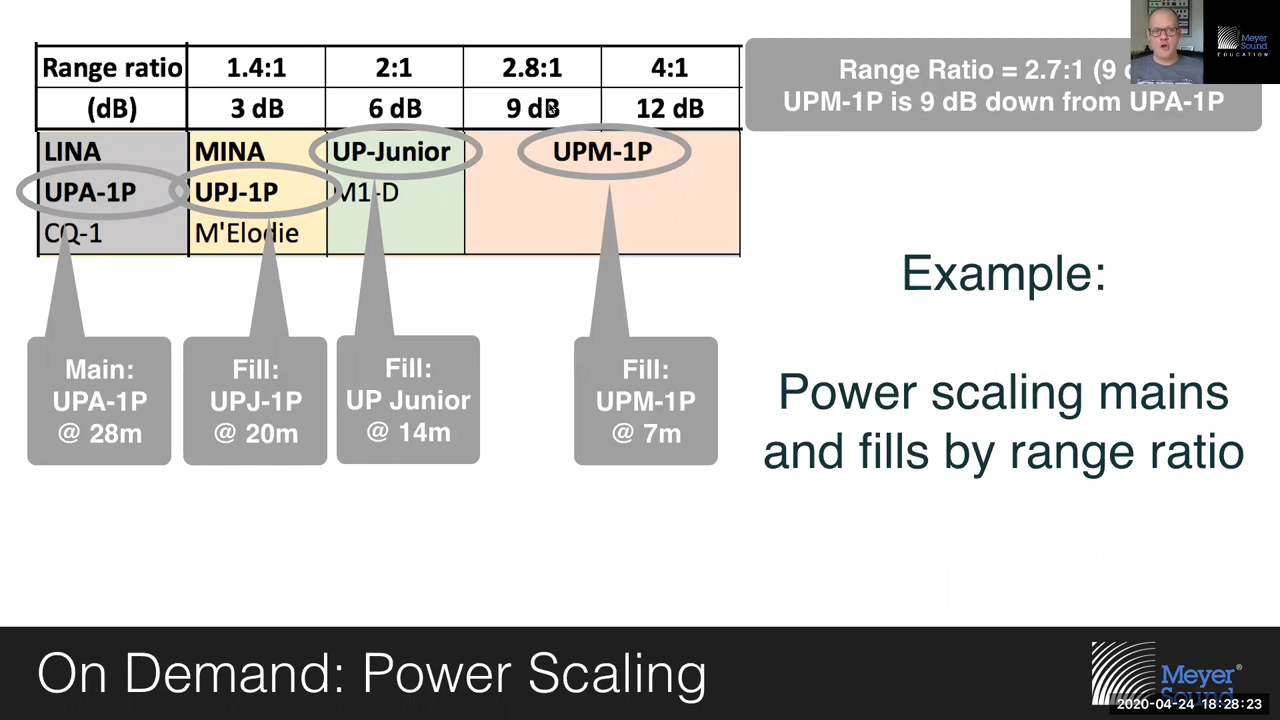 Range ratio 1.4:1 2:1 2.8:1 4:1
(dB) 3 dB 6 dB 9 dB 12 dB
LINA MINA UP-Junior UPM-1P
UPA-1P UPJ-1P M1-D
CQ-1 M'Elodie
Range Ratio = 2.7:1 (9
UPM-1P is 9 dB down from UPA-1P
Meyer
Sound
EDUCATION
Main:
UPA-1P
@ 28m
Fill:
UPJ-1P
@ 20m
Fill:
UP Junior
@ 14m
Fill:
UPM-1P
@ 7m
Example:
Power scaling mains
and fills by range ratio
On Demand: Power Scaling
Meyer®
Sound
2020-04-24 18:28:23